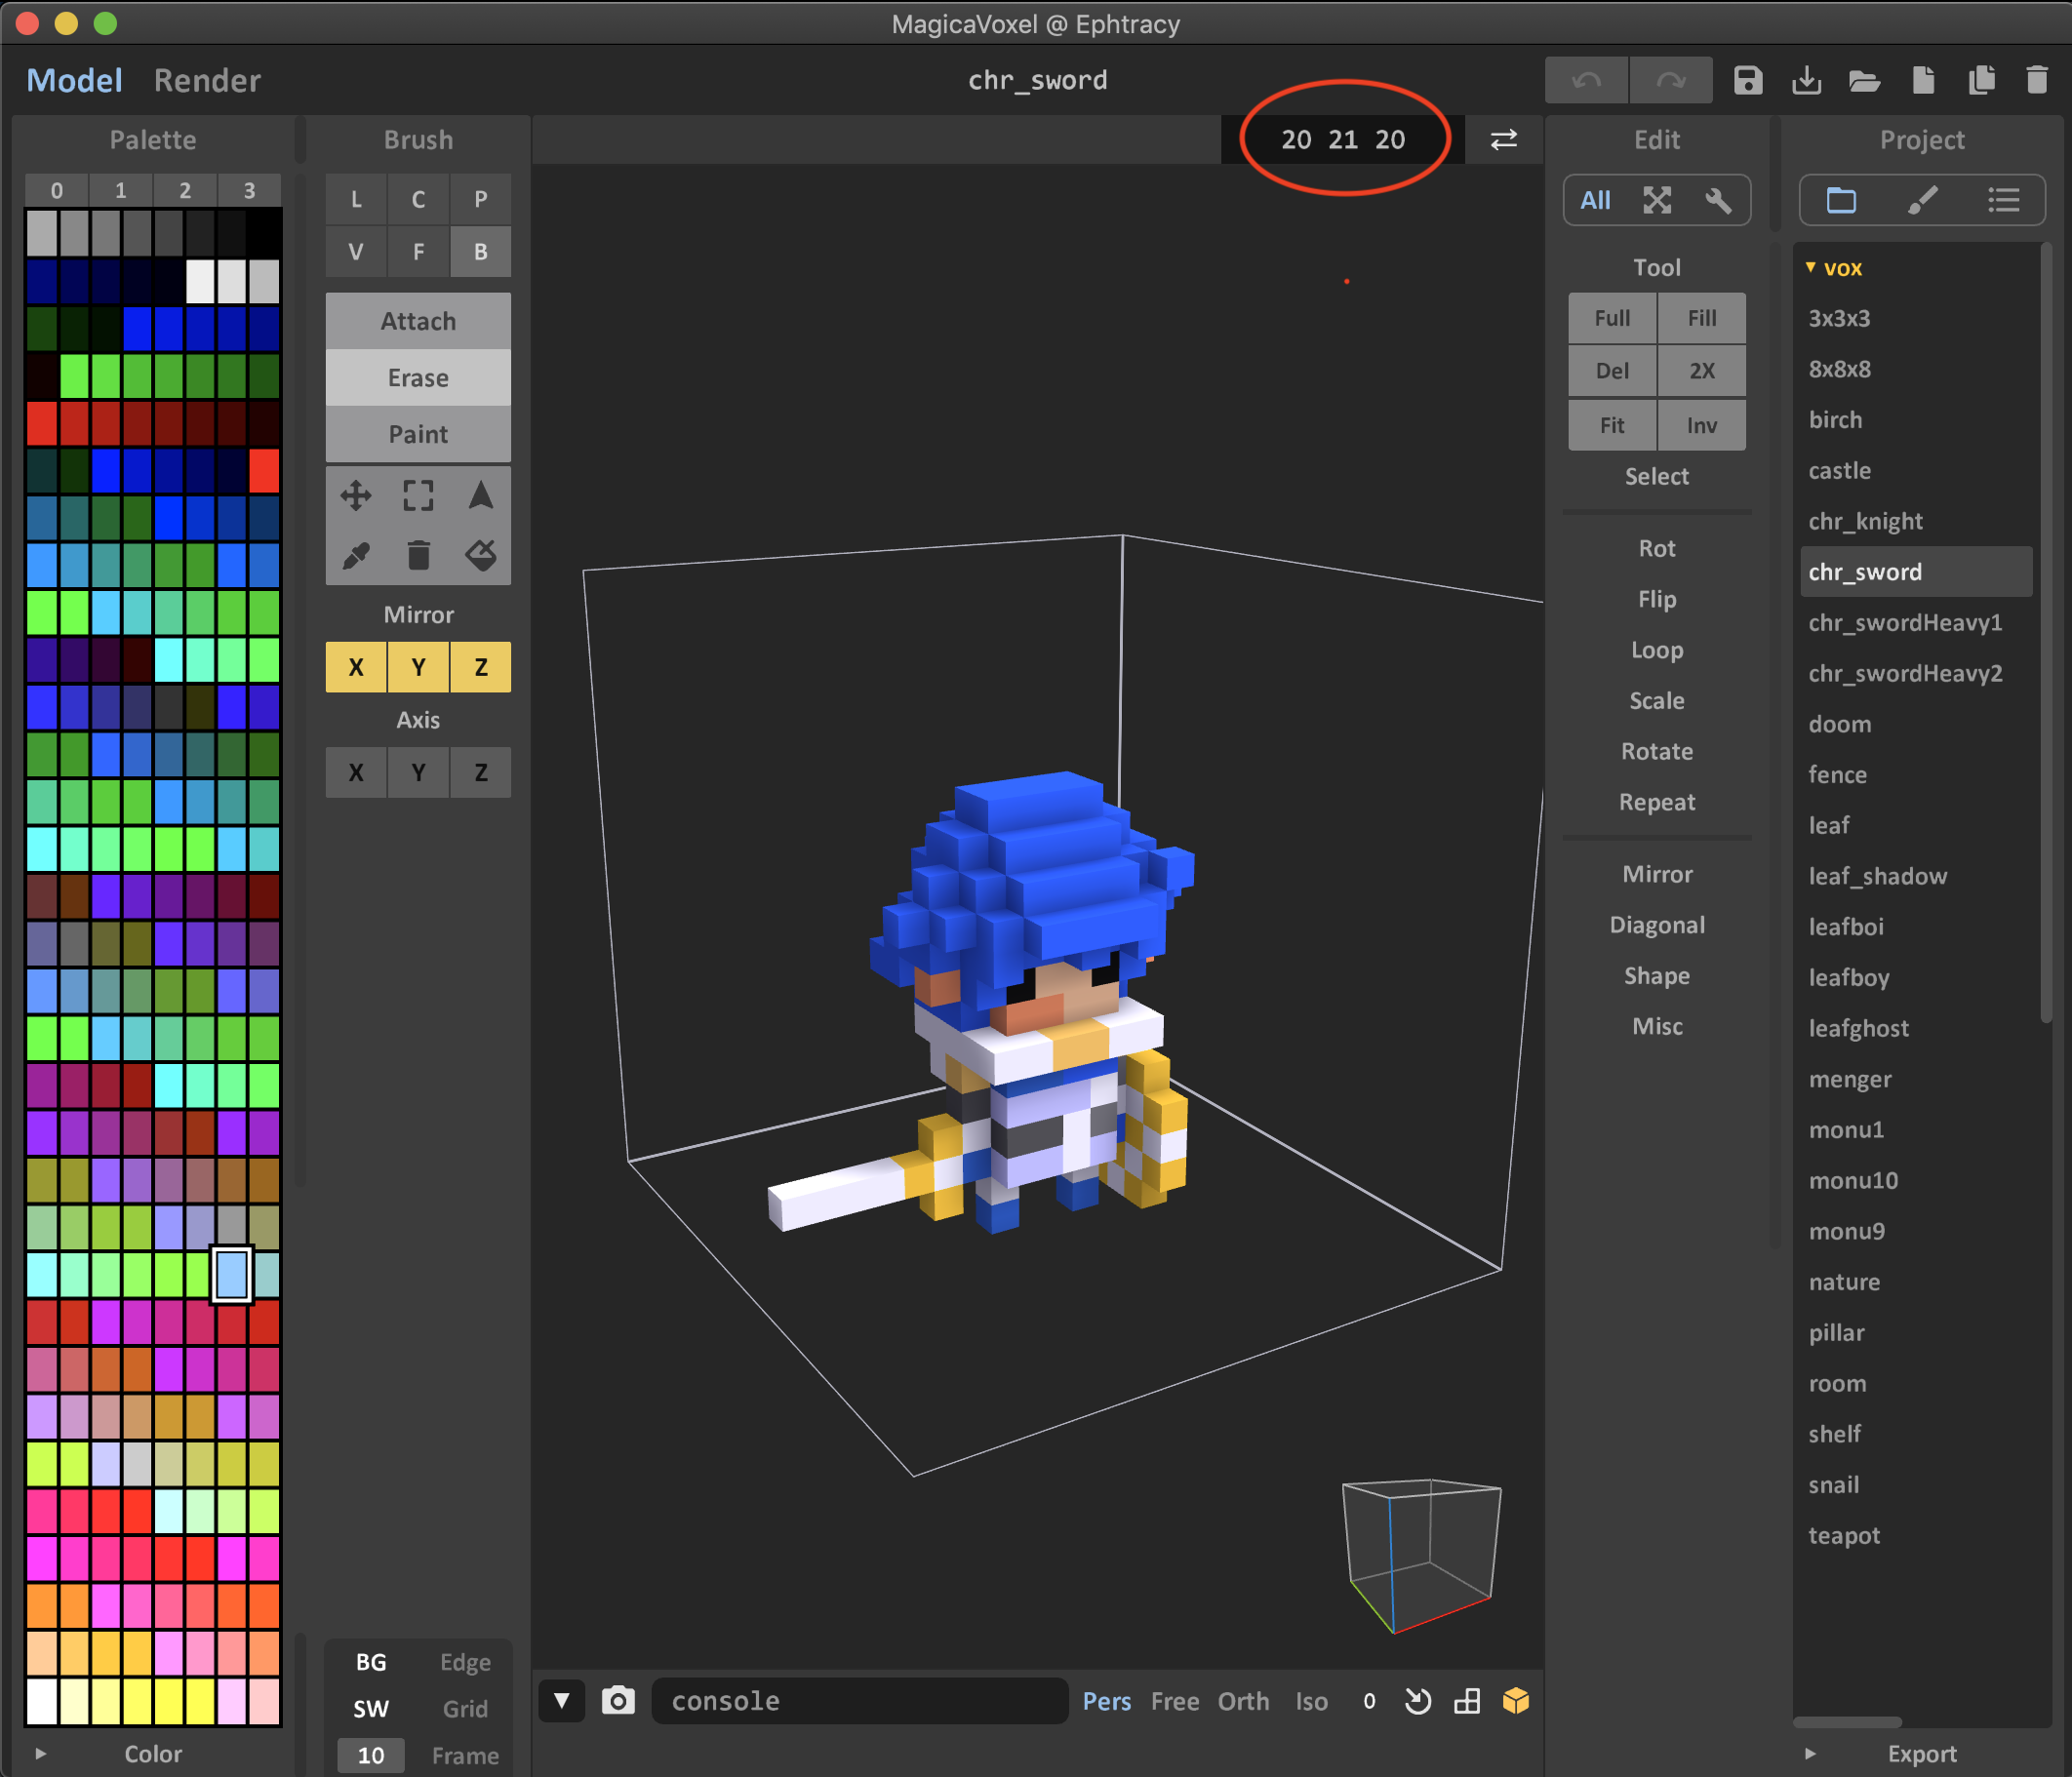 MagicaVoxel @ Ephtracy
Model Render
chr_sword
Palette
0 1 2 3
Color
Brush
L C P
V F B
Attach
Erase
Paint
Mirror
X Y Z
Axis
X Y Z
BG Edge
SW Grid
10 Frame
20 21 20
console
Pers Free Orth Iso 0
Edit
All
Tool
Full Fill
Del 2X
Fit Inv
Select
Rot
Flip
Loop
Scale
Rotate
Repeat
Mirror
Diagonal
Shape
Misc
Project
vox
3x3x3
8x8x8
birch
castle
chr_knight
chr_sword
chr_swordHeavy1
chr_swordHeavy2
doom
fence
leaf
leaf_shadow
leafboi
leafboy
leafghost
menger
monu1
monu10
monu9
nature
pillar
room
shelf
snail
teapot
Export